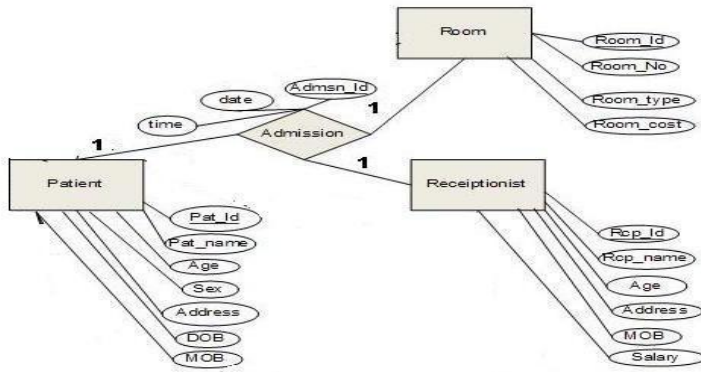 Room
Room_Id
Room_No
Room_type
Room_cost
Admsn_Id
date
time
1
Admission
1
1
Patient
Pat_Id
Pat_name
Age
Sex
Address
DOB
MOB
Receiptionist
Rcp_Id
Rcp_name
Age
Address
MOB
Salary